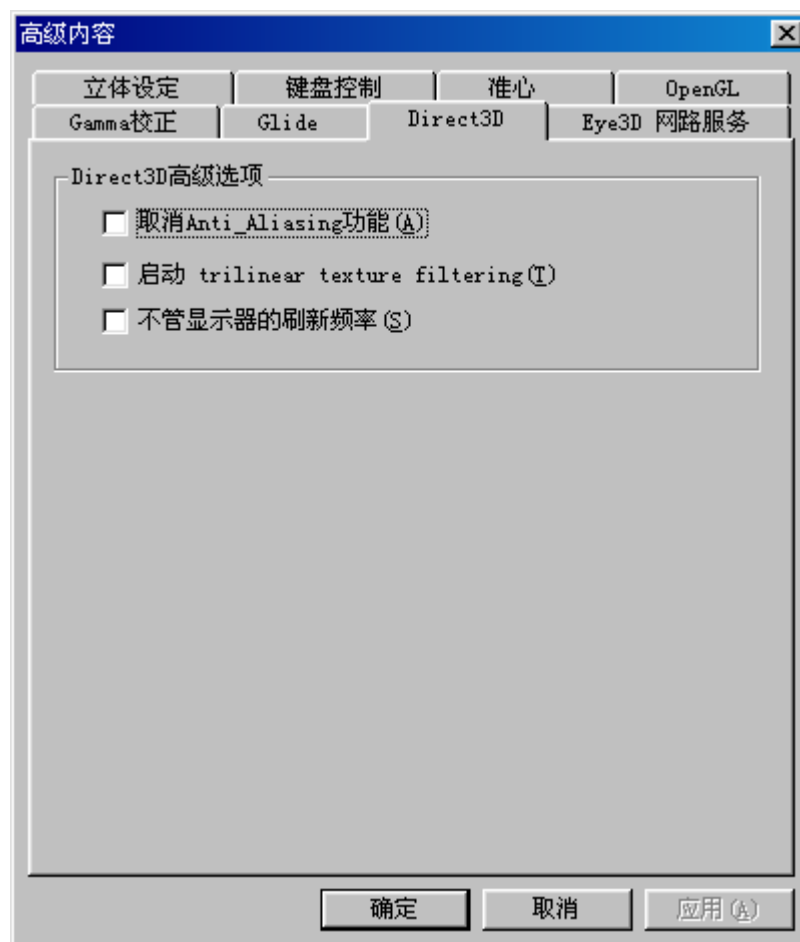 高级内容
立体设定 键盘控制 准心 OpenGL
Gamma校正 Glide Direct3D Eye3D 网路服务
Direct3D高级选项
取消Anti_Aliasing功能(A)
启动 trilinear texture filtering(T)
不管显示器的刷新频率(S)
确定 取消 应用(A)